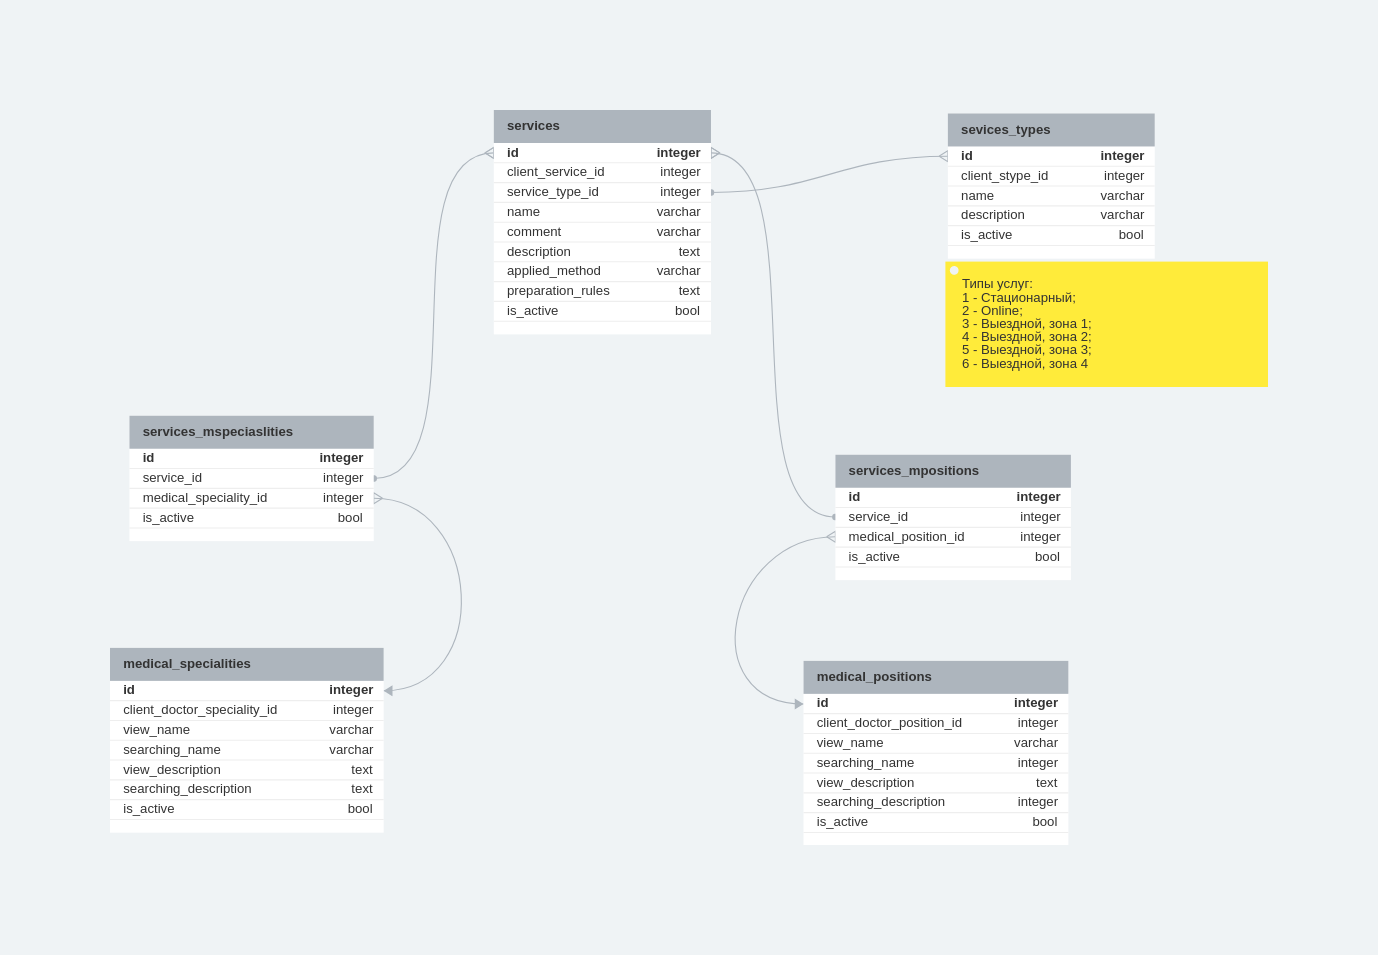 services
id integer
client_service_id integer
service_type_id integer
name varchar
comment varchar
description text
applied_method varchar
preparation_rules text
is_active bool
sevices_types
id integer
client_stype_id integer
name varchar
description varchar
is_active bool
Типы услуг:
1 - Стационарный;
2 - Online;
3 - Выездной, зона 1;
4 - Выездной, зона 2;
5 - Выездной, зона 3;
6 - Выездной, зона 4
services_mspeciaslities
id integer
service_id integer
medical_speciality_id integer
is_active bool
services_mpositions
id integer
service_id integer
medical_position_id integer
is_active bool
medical_specialities
id integer
client_doctor_speciality_id integer
view_name varchar
searching_name varchar
view_description text
searching_description text
is_active bool
medical_positions
id integer
client_doctor_position_id integer
view_name varchar
searching_name integer
view_description text
searching_description integer
is_active bool